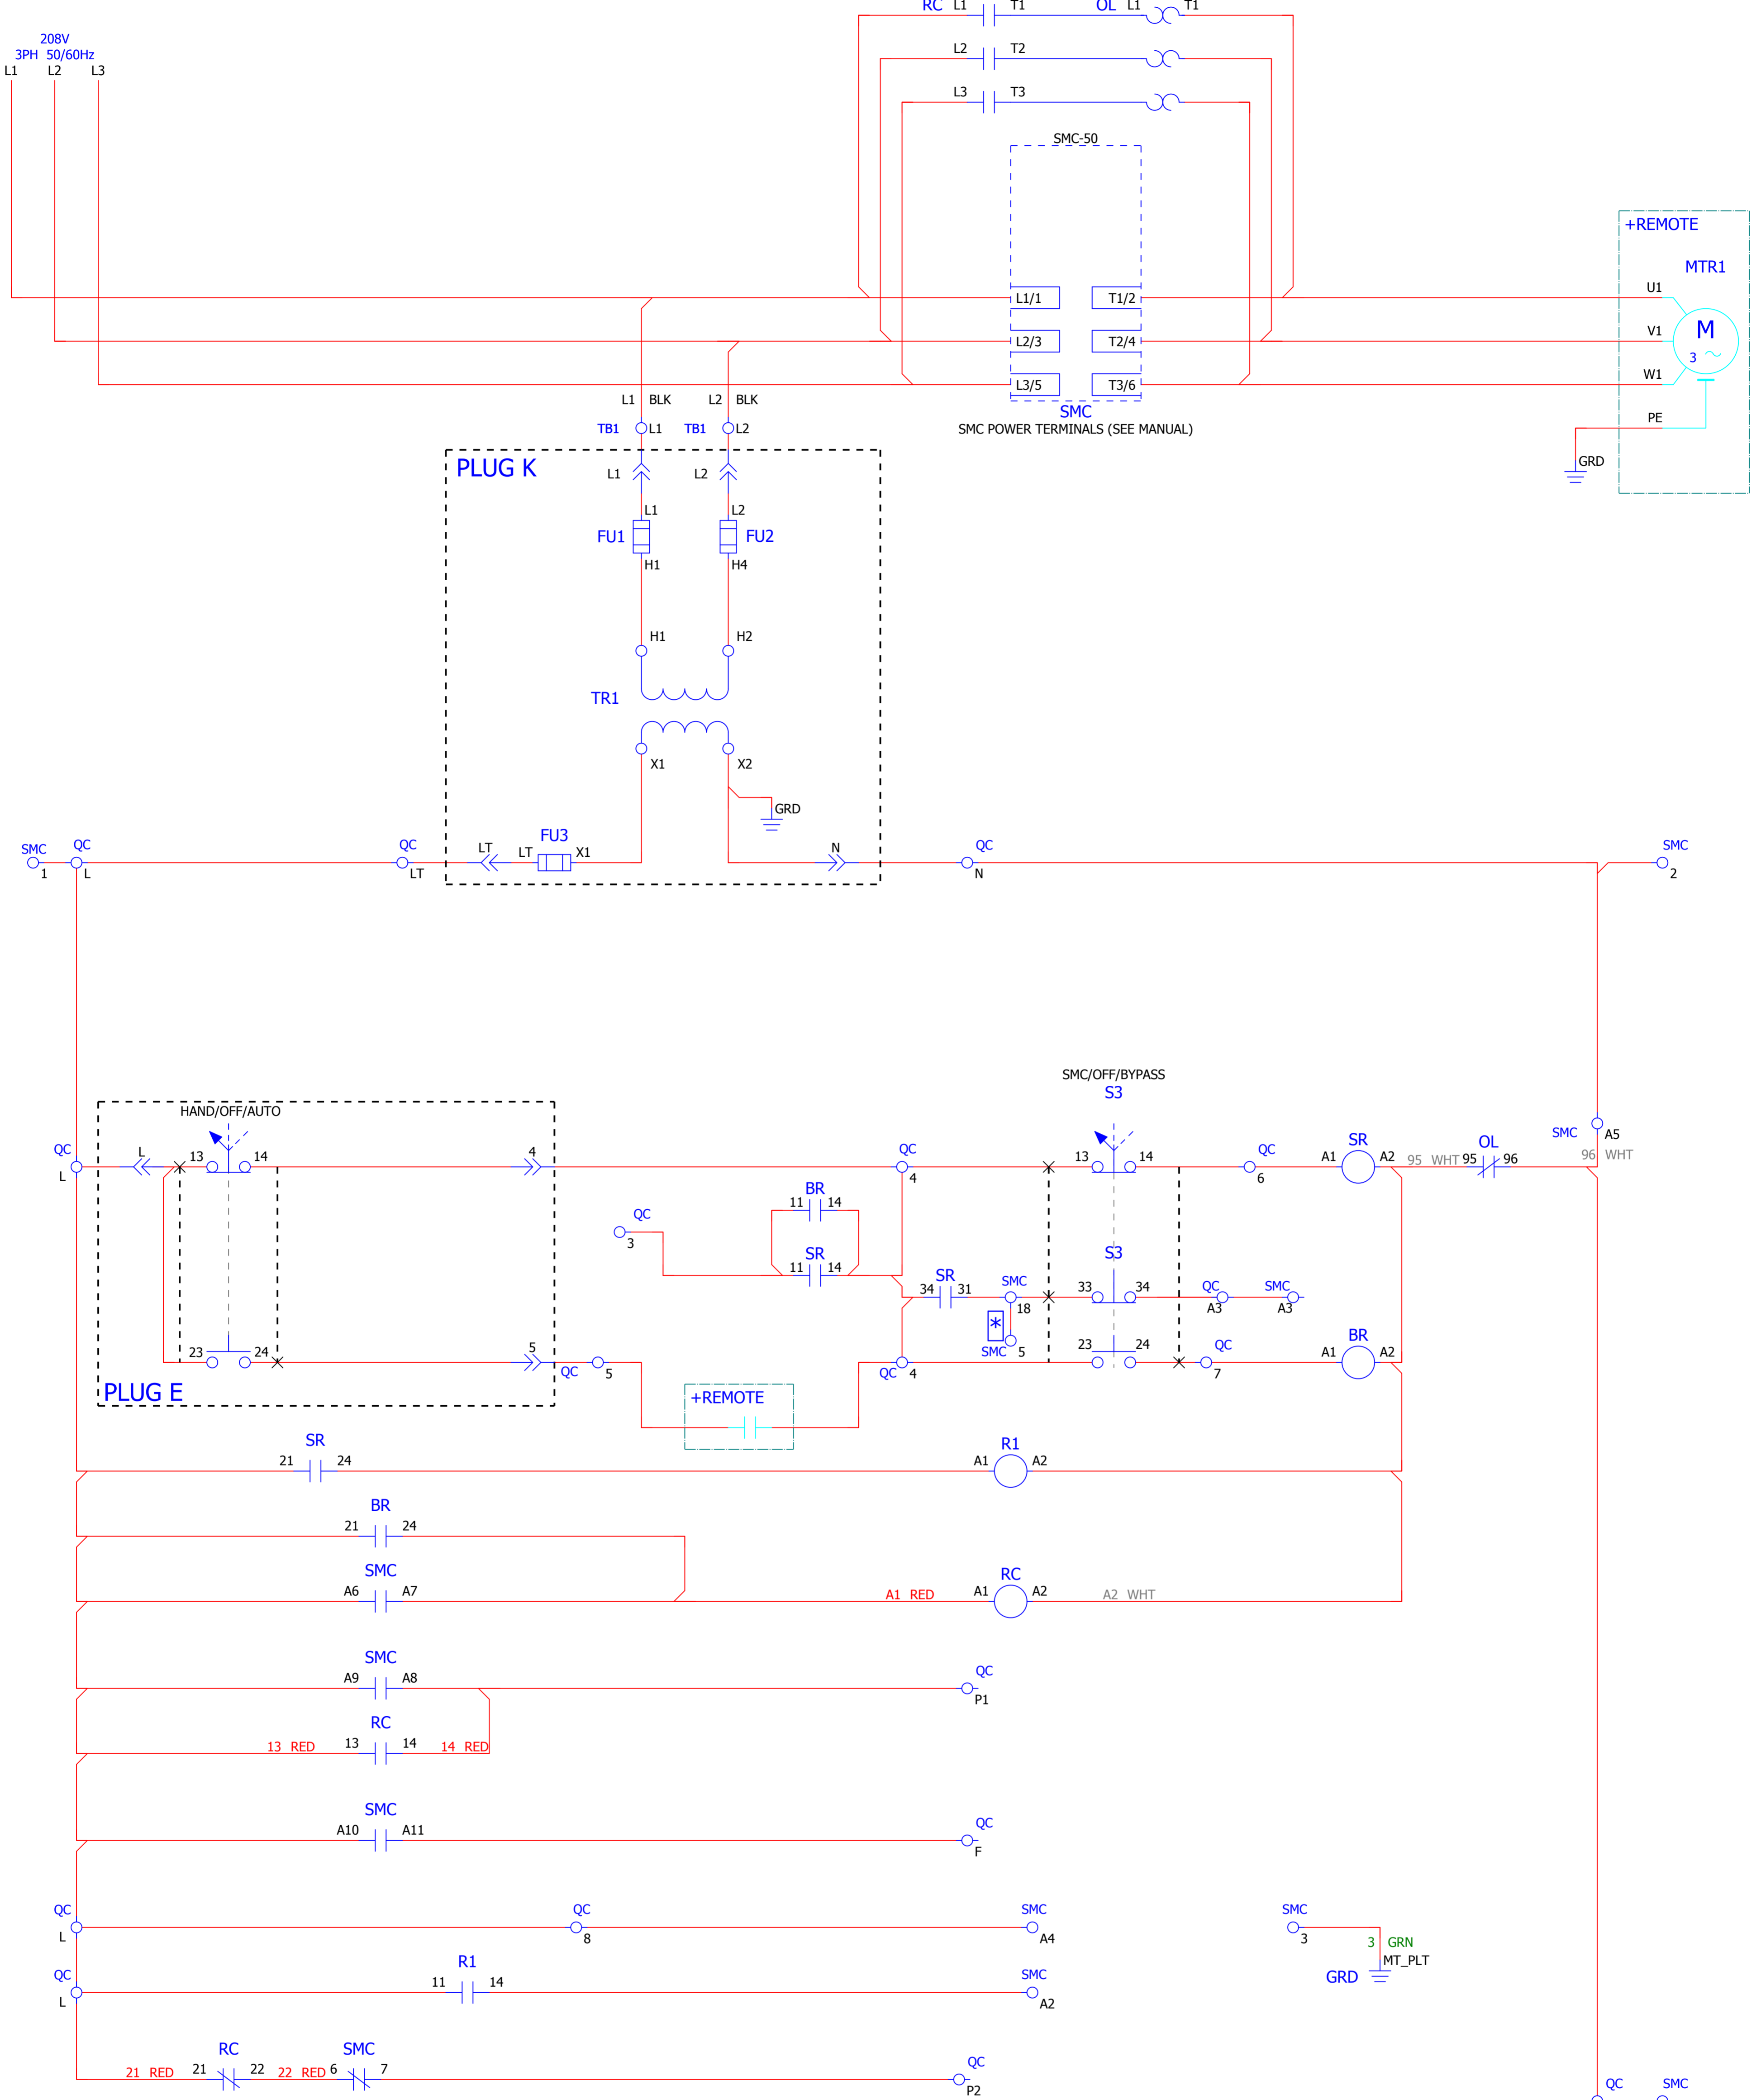 RC L1 T1 OL L1 T1
208V
3PH 50/60Hz
L1 L2 L3
L2 T2
L3 T3
SMC-50
+REMOTE
MTR1
L1/1 T1/2 U1
L2/3 T2/4 V1
M
3
L3/5 T3/6 W1
L1 BLK L2 BLK
SMC
SMC POWER TERMINALS (SEE MANUAL)
PE
GRD
TB1 L1 TB1 L2
PLUG K
L1 L2
L1 L2
FU1 FU2
H1 H4
H1 H2
TR1
X1 X2
GRD
SMC QC QC LT LT FU3 X1 N QC SMC
1 L LT N 2
SMC/OFF/BYPASS
S3
HAND/OFF/AUTO
QC L 13 14 4 QC 13 14 QC SR OL SMC A5
L 4 6 A1 A2 95 WHT 95 96 96 WHT
BR
11 14
QC
3
SR
11 14
S3
SR
34 31
SMC
18
33 34
QC
A3
SMC
A3
*
SMC 5
23 24 5
QC 5
QC 4
23 24
QC
7
BR
A1 A2
PLUG E
+REMOTE
SR
21 24
R1
A1 A2
BR
21 24
SMC
A6 A7
A1 RED
RC
A1 A2
A2 WHT
SMC
A9 A8
QC
P1
RC
13 RED 13 14 14 RED
SMC
A10 A11
QC
F
QC QC SMC SMC
L 8 A4 3
3 GRN
MT_PLT
GRD
QC R1 SMC
L 11 14 A2
RC SMC
21 RED 21 22 22 RED 6 7
QC
P2
QC SMC